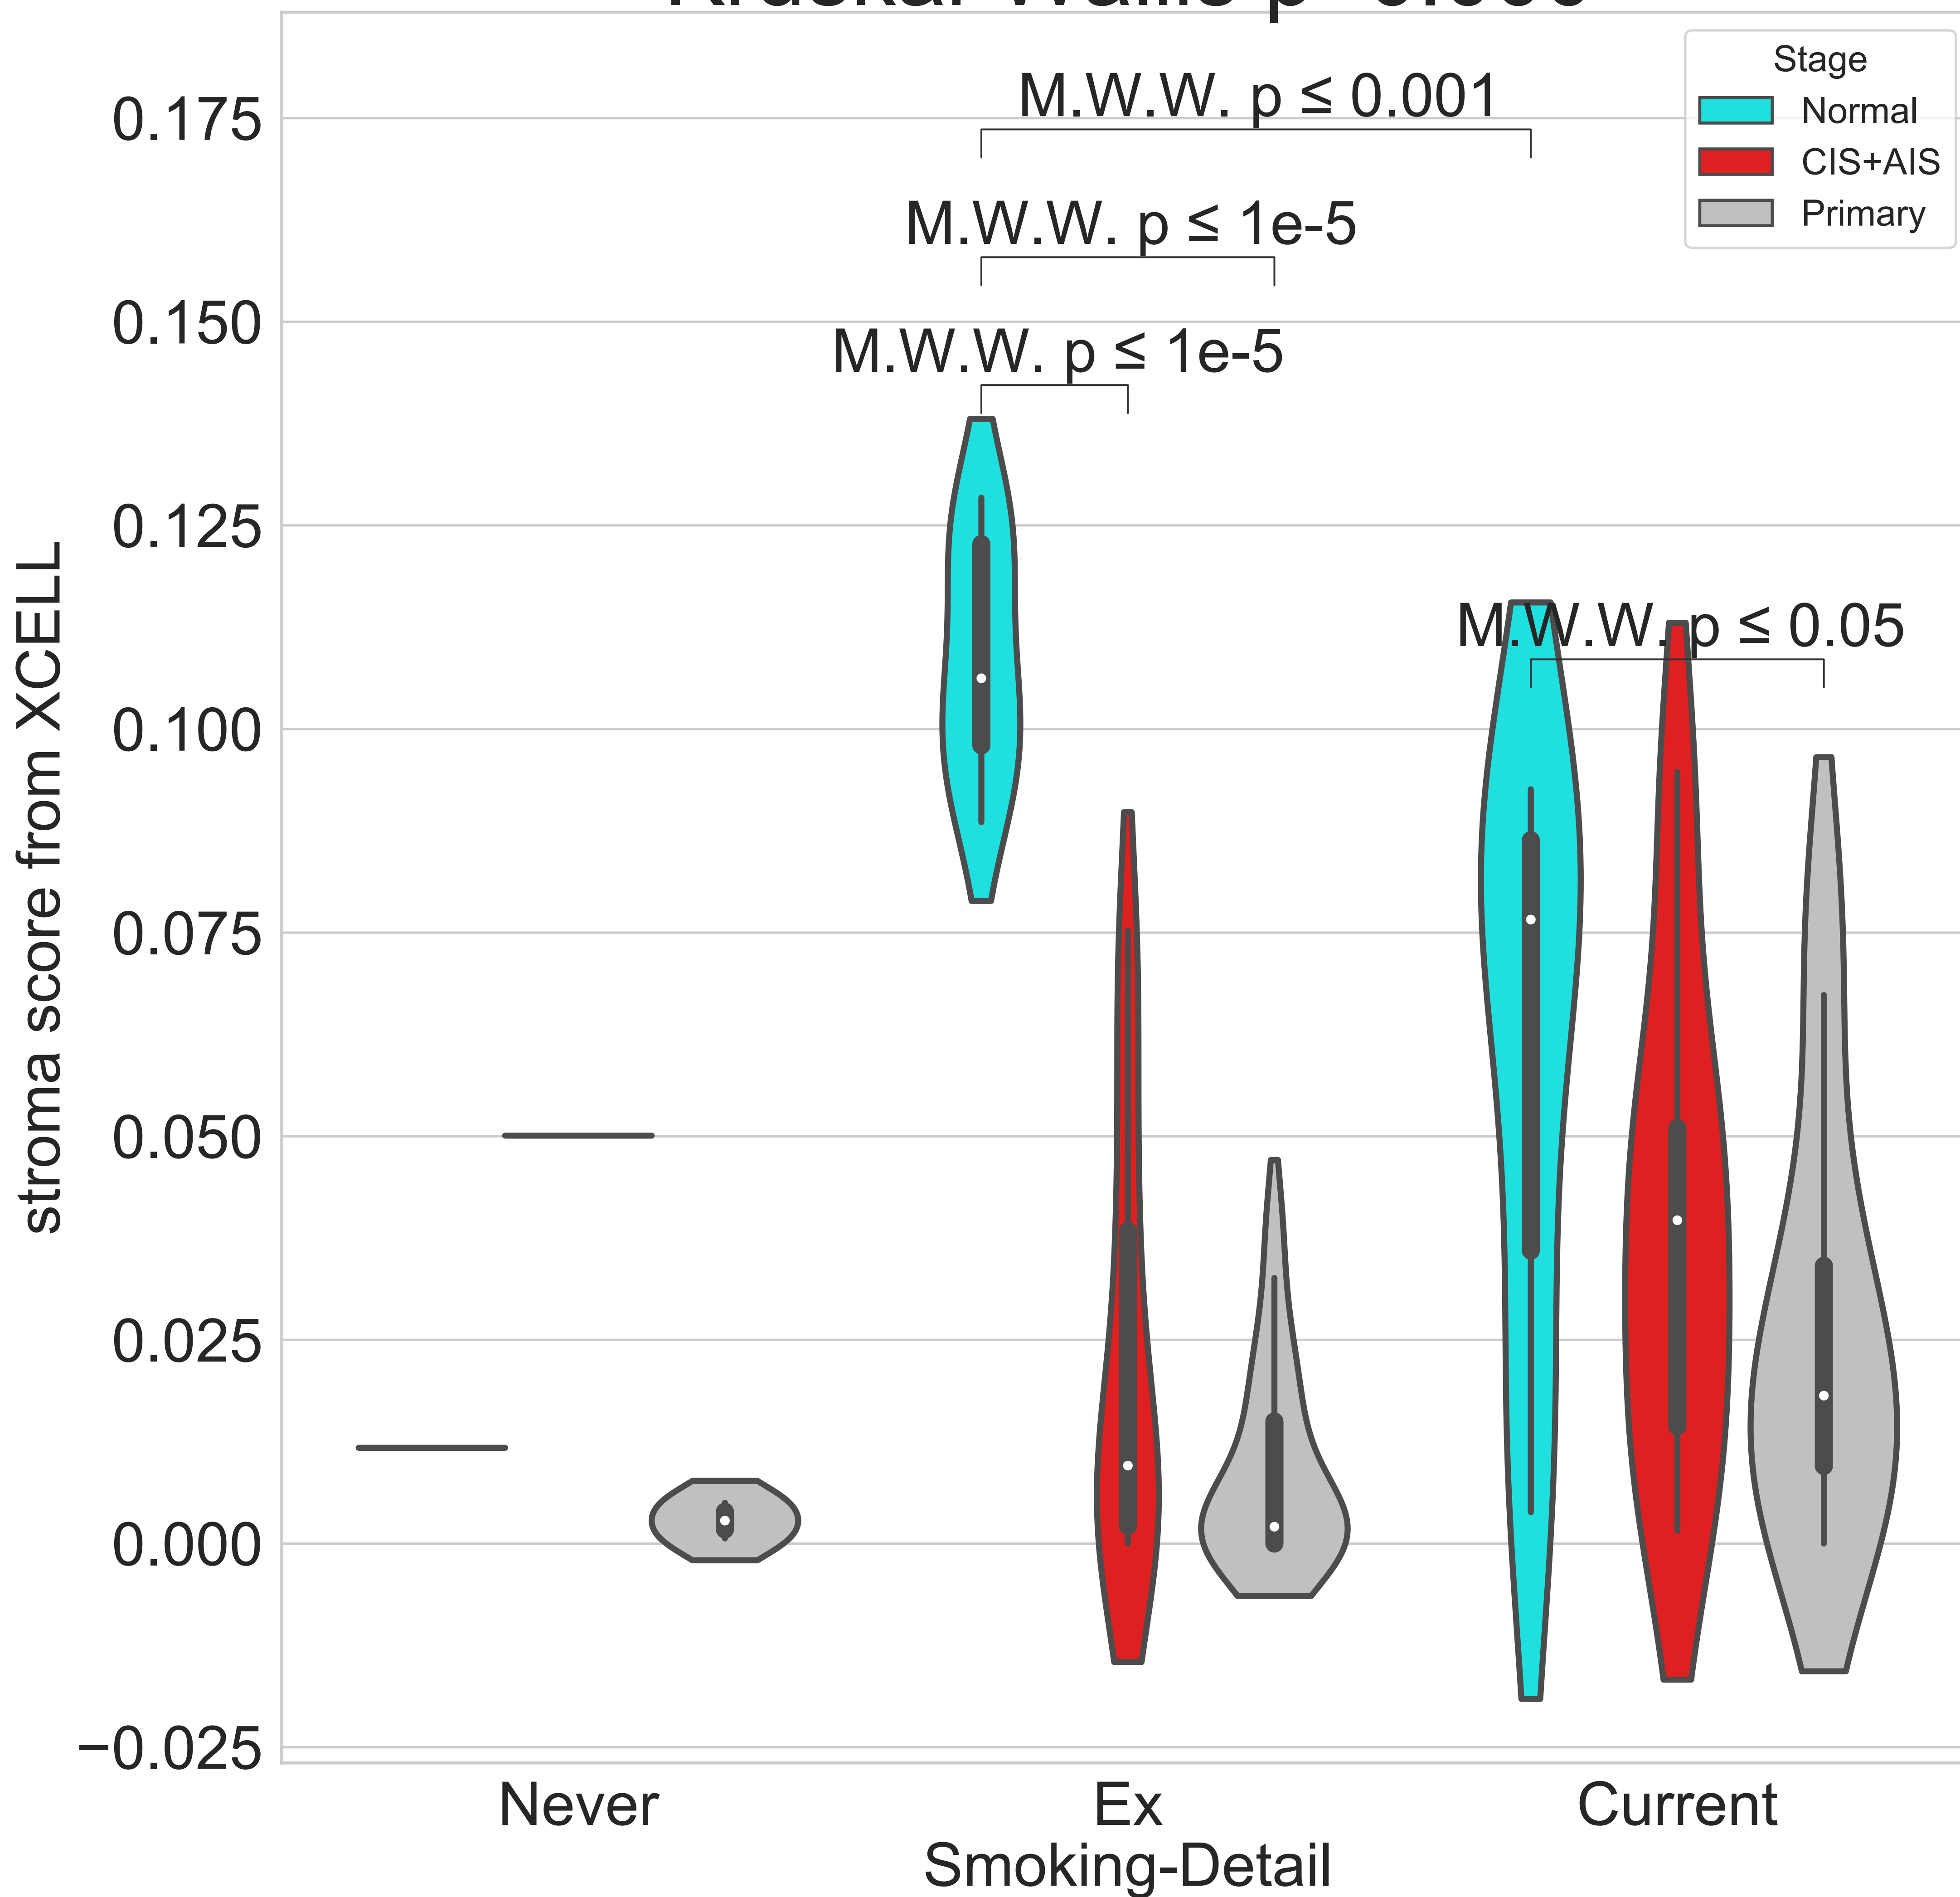 M.W.W. p ≤ 0.001
M.W.W. p ≤ 1e-5
M.W.W. p ≤ 1e-5
M.W.W. p ≤ 0.05
Stage
Normal
CIS+AIS
Primary
stroma score from XCELL
0.175
0.150
0.125
0.100
0.075
0.050
0.025
0.000
−0.025
Never
Ex
Current
Smoking-Detail